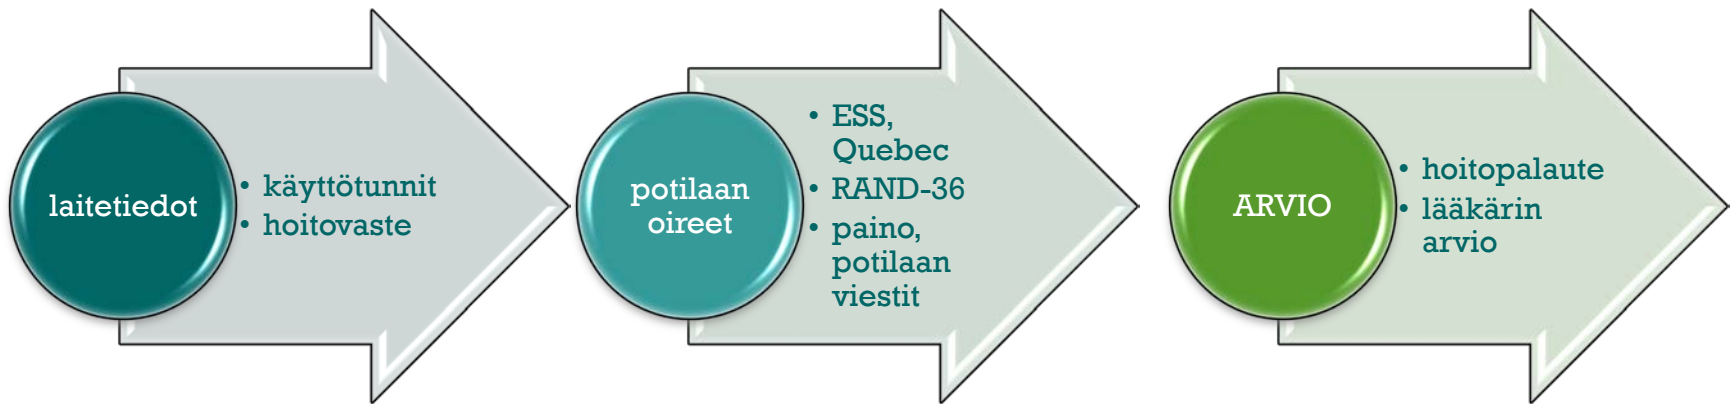 laitetiedot
• käyttötunnit
• hoitovaste
potilaan
oireet
• ESS,
Quebec
• RAND-36
• paino,
potilaan
viestit
ARVIO
• hoitopalaute
• lääkärin
arvio